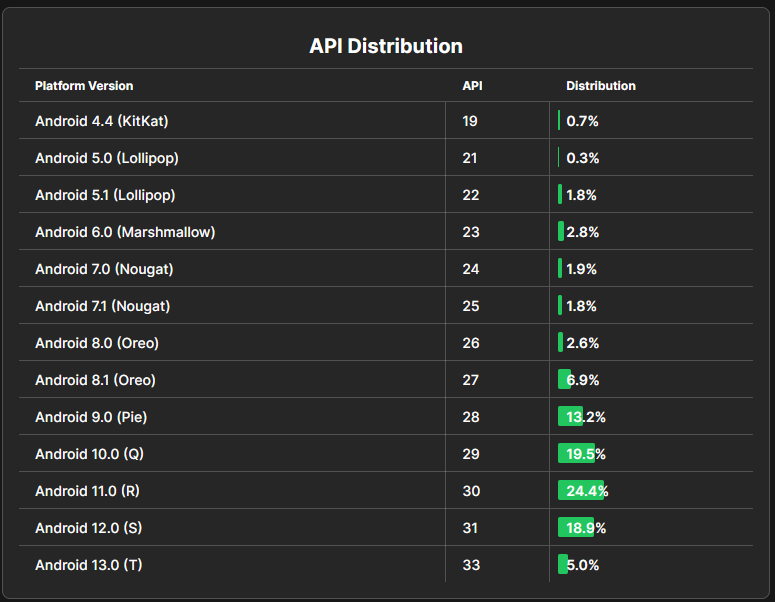 API Distribution
Platform Version API Distribution
Android 4.4 (KitKat) 19 0.7%
Android 5.0 (Lollipop) 21 0.3%
Android 5.1 (Lollipop) 22 1.8%
Android 6.0 (Marshmallow) 23 2.8%
Android 7.0 (Nougat) 24 1.9%
Android 7.1 (Nougat) 25 1.8%
Android 8.0 (Oreo) 26 2.6%
Android 8.1 (Oreo) 27 6.9%
Android 9.0 (Pie) 28 13.2%
Android 10.0 (Q) 29 19.5%
Android 11.0 (R) 30 24.4%
Android 12.0 (S) 31 18.9%
Android 13.0 (T) 33 5.0%